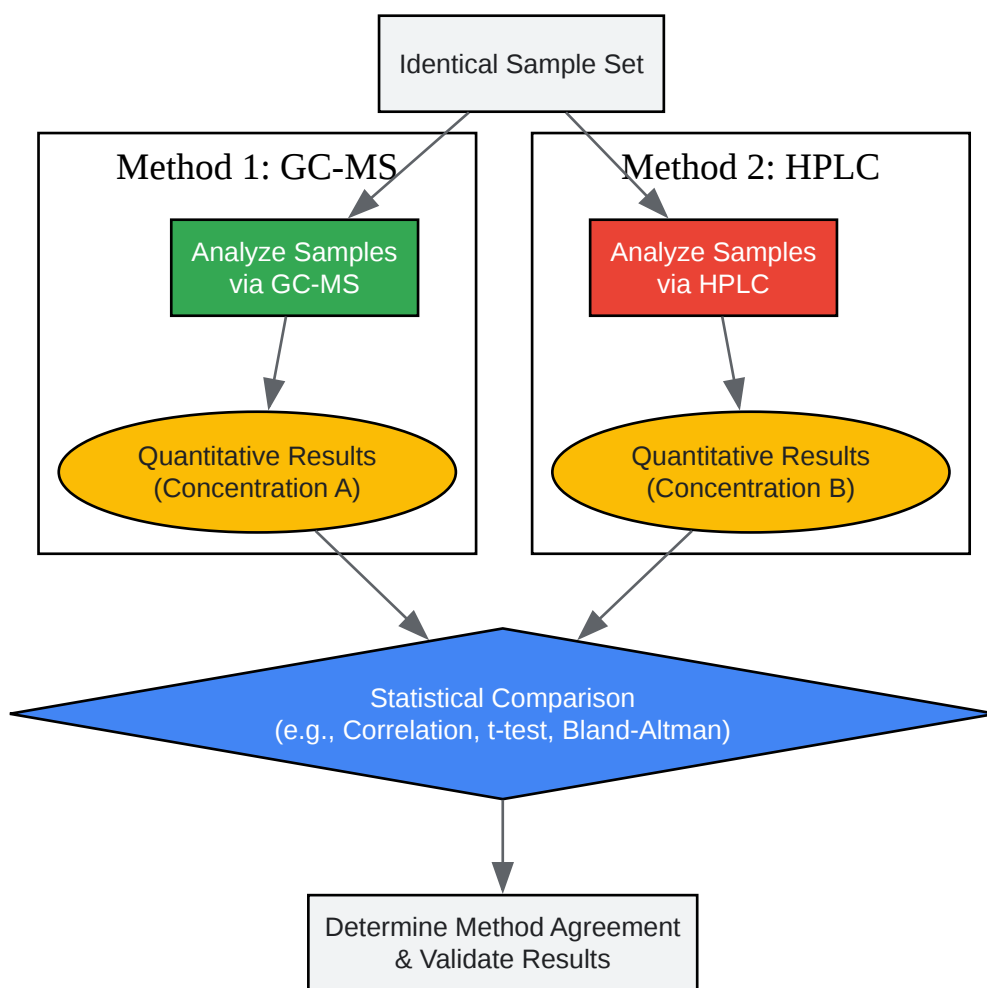 Identical Sample Set
Method 1: GC-MS
Analyze Samples
via GC-MS
Quantitative Results
(Concentration A)
Method 2: HPLC
Analyze Samples
via HPLC
Quantitative Results
(Concentration B)
Statistical Comparison
(e.g., Correlation, t-test, Bland-Altman)
Determine Method Agreement
& Validate Results